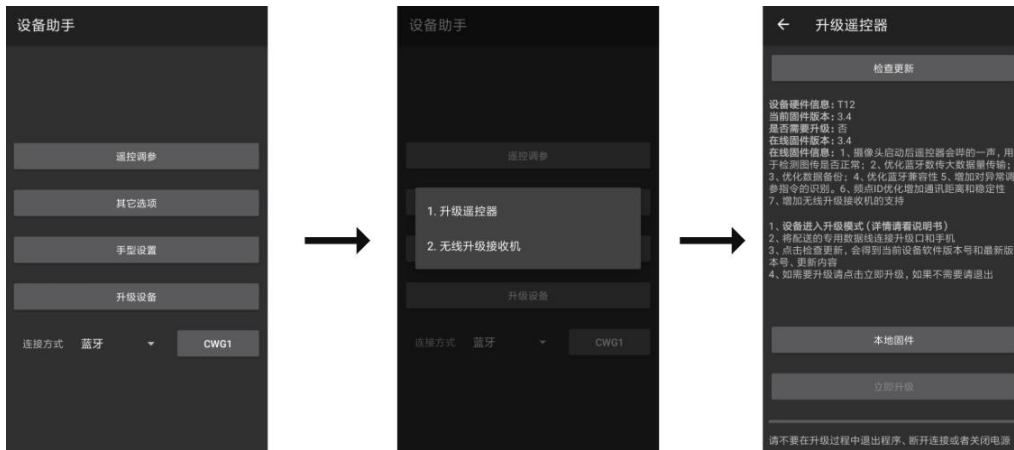 设备助手
遥控调参
其它选项
手型设置
升级设备
连接方式 蓝牙 CWG1
设备助手
遥控调参
1. 升级遥控器
2. 无线升级接收机
升级设备
连接方式 蓝牙 CWG1
升级遥控器
检查更新
设备硬件信息：T12
当前固件版本：3.4
是否需要升级：否
在线固件版本：3.4
在线固件信息：1、摄像头启动后遥控器会哔的一声，用
于检测图传是否正常；2、优化蓝牙数传大数据量传输；
3、优化数据备份；4、优化蓝牙兼容性 5、增加对异常调
参指令的识别。6、频点ID优化增加通讯距离和稳定性
7、增加无线升级接收机的支持
1、设备进入升级模式（详情请看说明书）
2、将配送的专用数据线连接升级口和手机
3、点击检查更新，会得到当前设备软件版本号和最新版
本号、更新内容
4、如需要升级请点击立即升级，如果不需要请退出
本地固件
立即升级
请不要在升级过程中退出程序、断开连接或者关闭电源